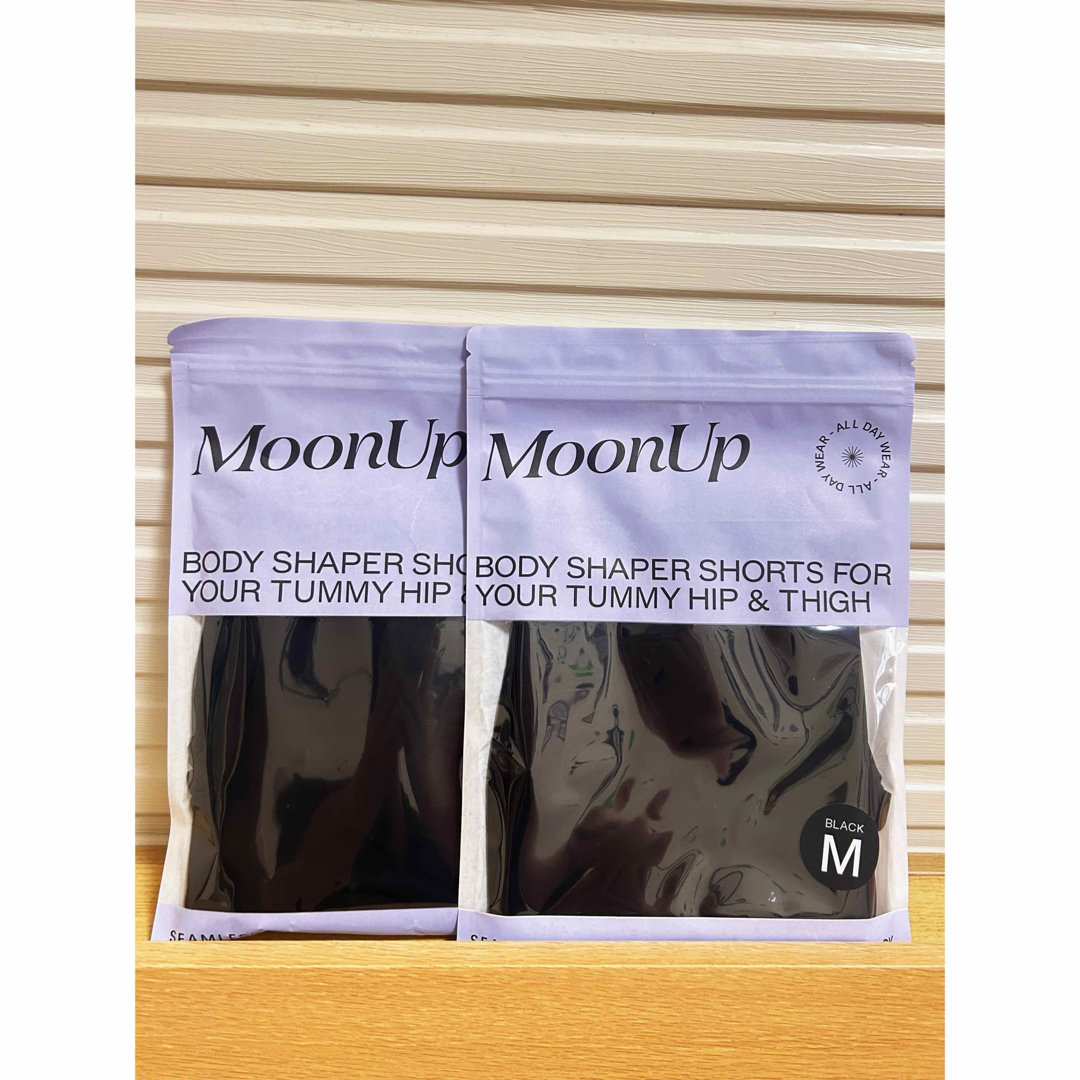 MoonUp
BODY SHAPER SHO
YOUR TUMMY HIP
MoonUp
ALL DAY WEAR - ALL DAY WEAR -
BODY SHAPER SHORTS FOR
YOUR TUMMY HIP & THIGH
BLACK
M